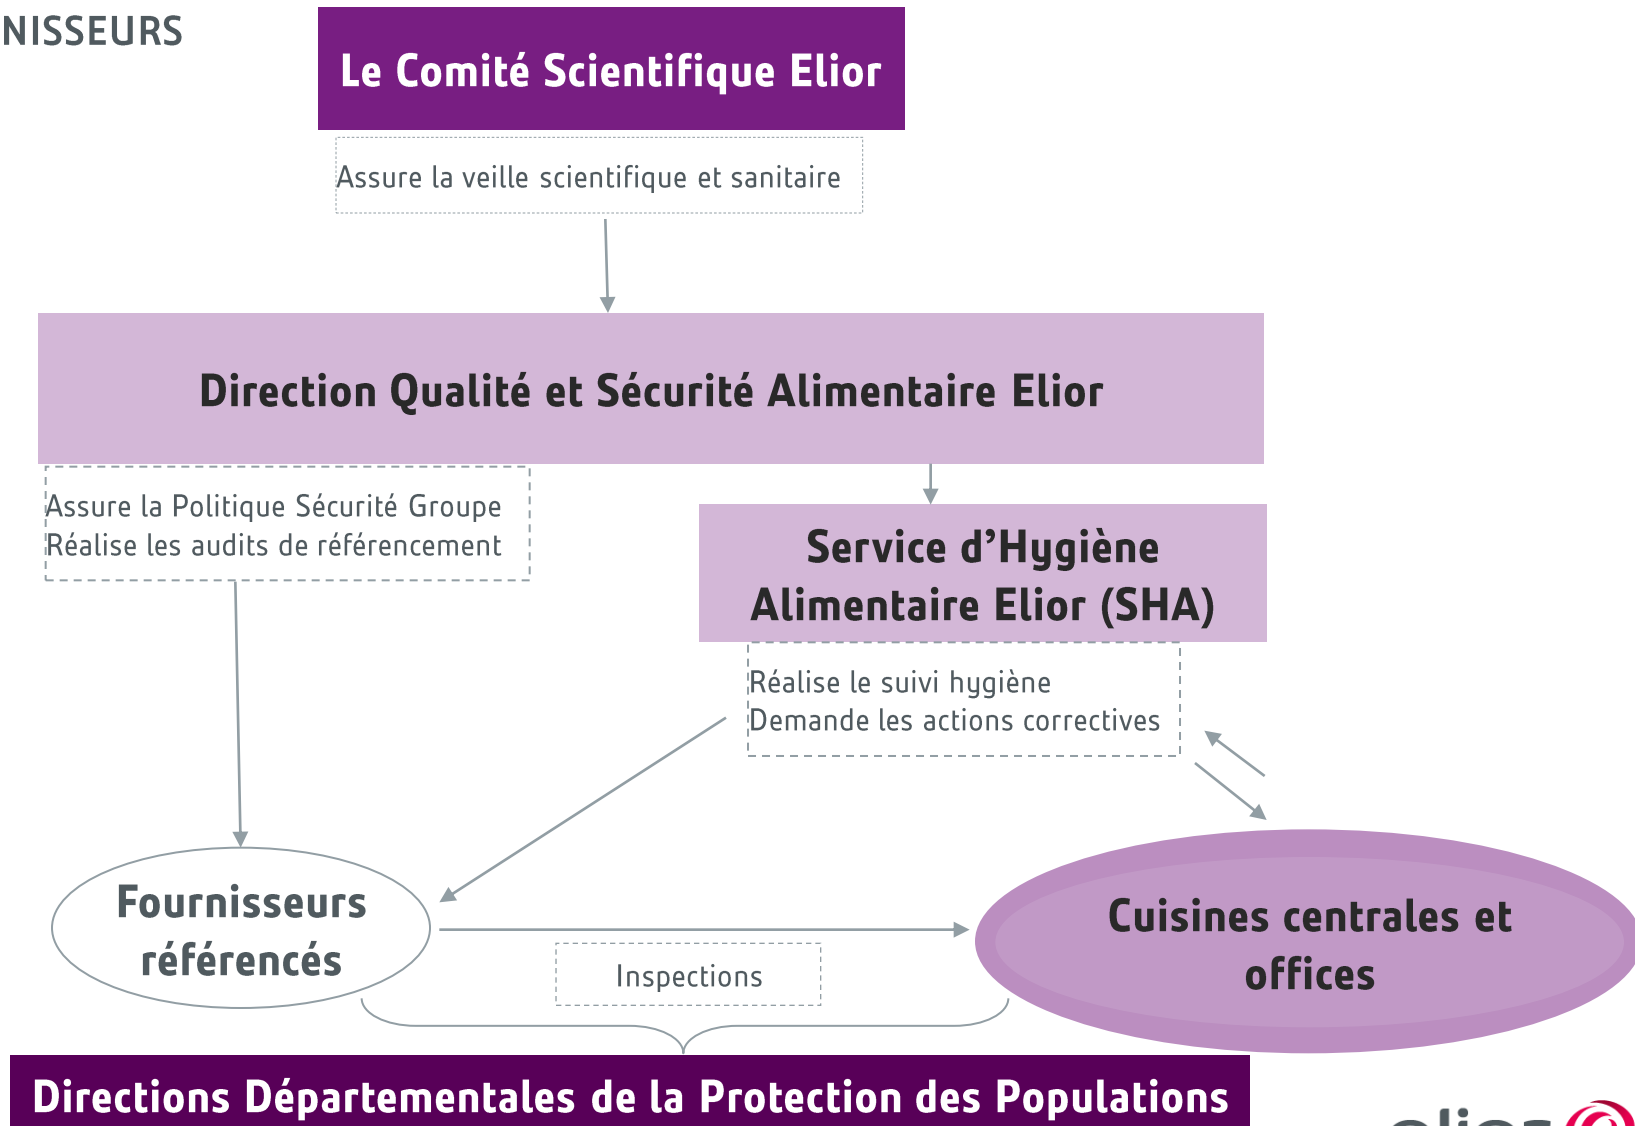 NISSEURS
Le Comité Scientifique Elior
Assure la veille scientifique et sanitaire
Direction Qualité et Sécurité Alimentaire Elior
Assure la Politique Sécurité Groupe
Réalise les audits de référencement
Service d’Hygiène
Alimentaire Elior (SHA)
Réalise le suivi hygiène
Demande les actions correctives
Fournisseurs
référencés
Cuisines centrales et
offices
Inspections
Directions Départementales de la Protection des Populations
elior